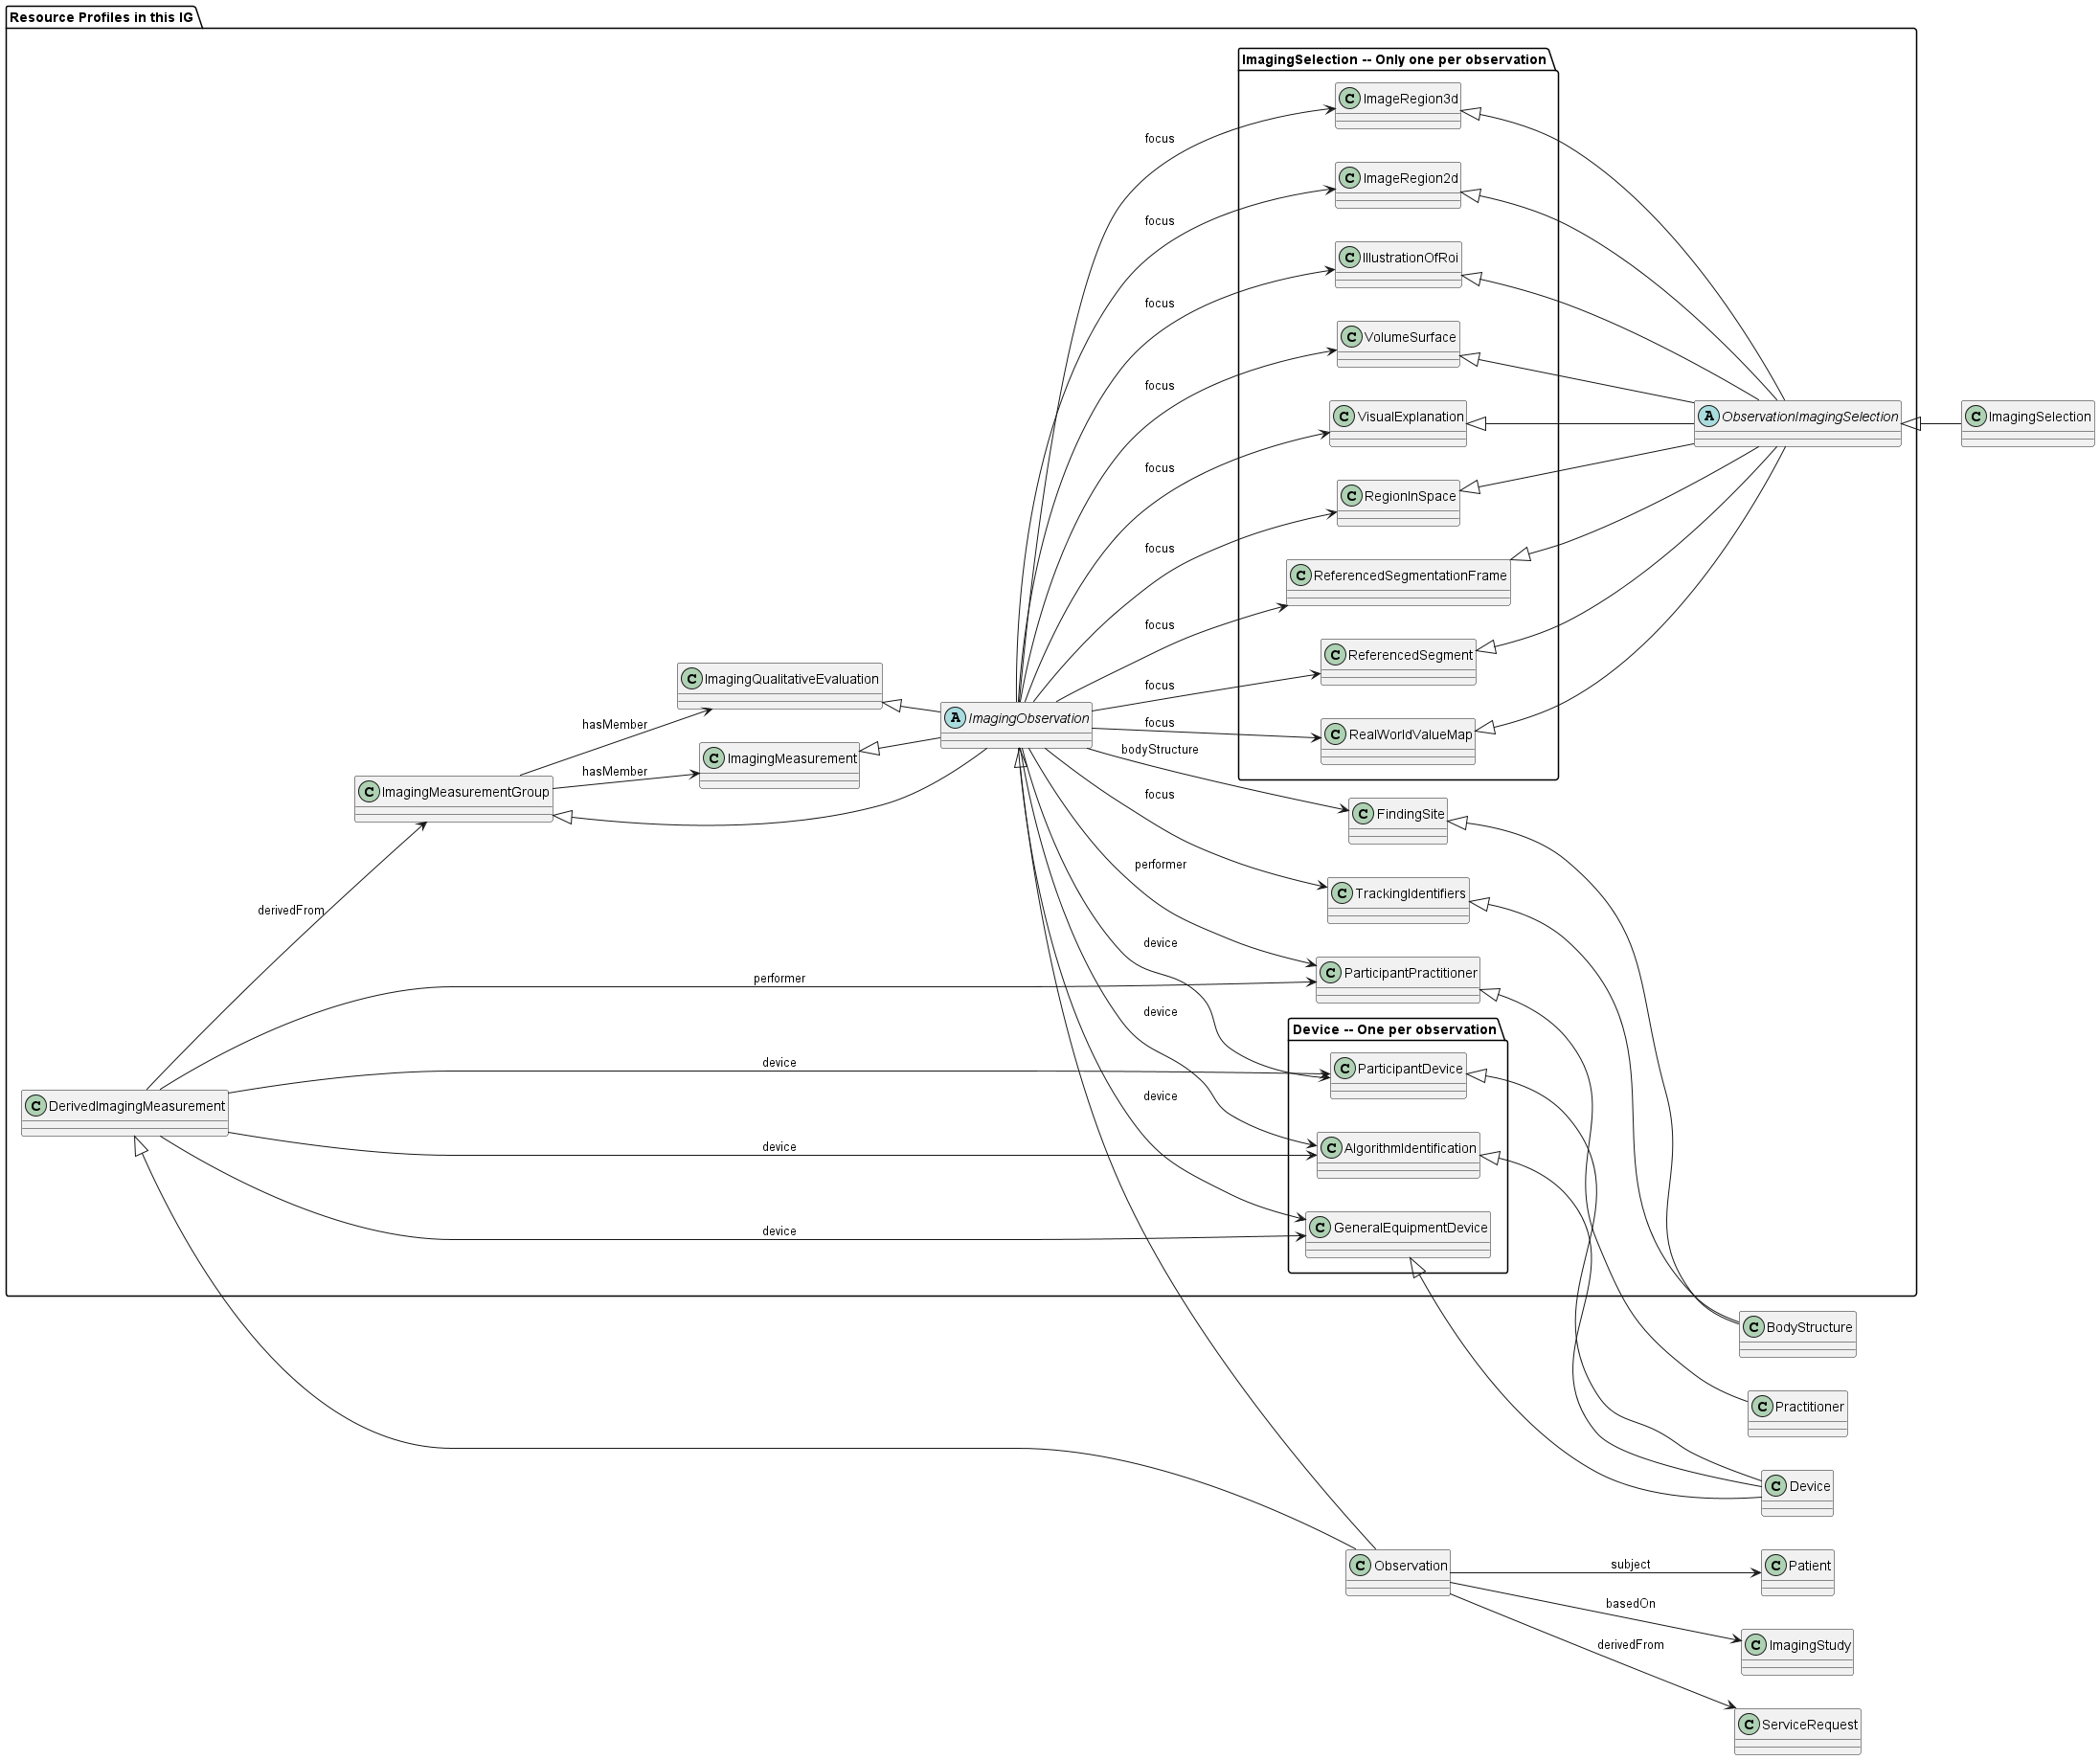 Resource Profiles in this IG
ImagingSelection -- Only one per observation
C ImageRegion3d
focus
C ImageRegion2d
focus
C IllustrationOfRoi
focus
C VolumeSurface
focus
C VisualExplanation
A ObservationImagingSelection
C ImagingSelection
focus
C RegionInSpace
focus
C ReferencedSegmentationFrame
focus
C ReferencedSegment
C ImagingQualitativeEvaluation
focus
A ImagingObservation
hasMember
focus
C RealWorldValueMap
bodyStructure
C ImagingMeasurement
hasMember
C ImagingMeasurementGroup
focus
C FindingSite
performer
C TrackingIdentifiers
derivedFrom
device
C ParticipantPractitioner
performer
device
Device -- One per observation
device
C ParticipantDevice
device
C DerivedImagingMeasurement
device
C AlgorithmIdentification
device
C GeneralEquipmentDevice
C BodyStructure
C Practitioner
C Device
C Observation
subject
C Patient
basedOn
C ImagingStudy
derivedFrom
C ServiceRequest